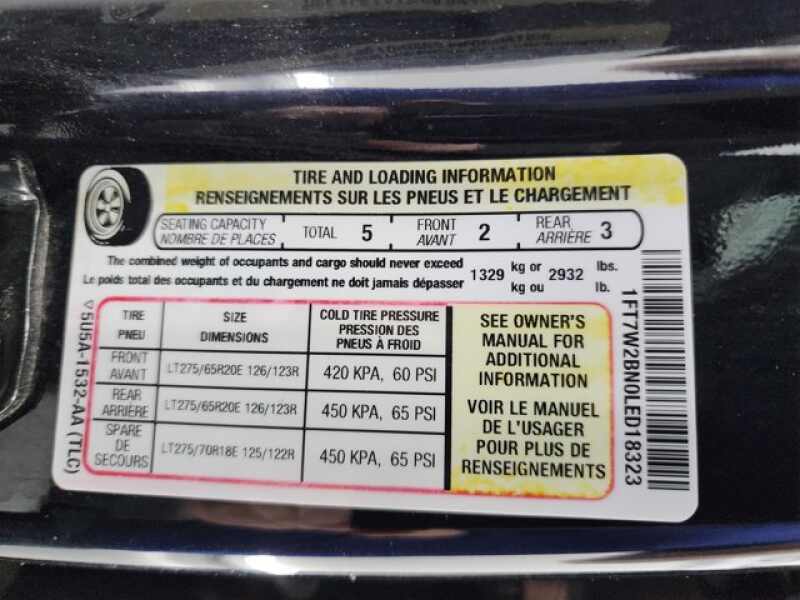 TIRE AND LOADING INFORMATION
RENSEIGNEMENTS SUR LES PNEUS ET LE CHARGEMENT
SEATING CAPACITY
NOMBRE DE PLACES
TOTAL 5
FRONT
AVANT
2
REAR
ARRIÈRE
3
The combined weight of occupants and cargo should never exceed
Le poids total des occupants et du chargement ne doit jamais dépasser
1329 kg or 2932 lbs.
kg ou lb.
TIRE
PNEU
SIZE
DIMENSIONS
COLD TIRE PRESSURE
PRESSION DES
PNEUS À FROID
FRONT
AVANT
LT275/65R20E 126/123R
420 KPA, 60 PSI
REAR
ARRIÈRE
LT275/65R20E 126/123R
450 KPA, 65 PSI
SPARE
DE
SECOURS
LT275/70R18E 125/122R
450 KPA, 65 PSI
SEE OWNER'S
MANUAL FOR
ADDITIONAL
INFORMATION
VOIR LE MANUEL
DE L'USAGER
POUR PLUS DE
RENSEIGNEMENTS
5U5A-1532-AA (TLC)
1FT7W2BN0LED18323